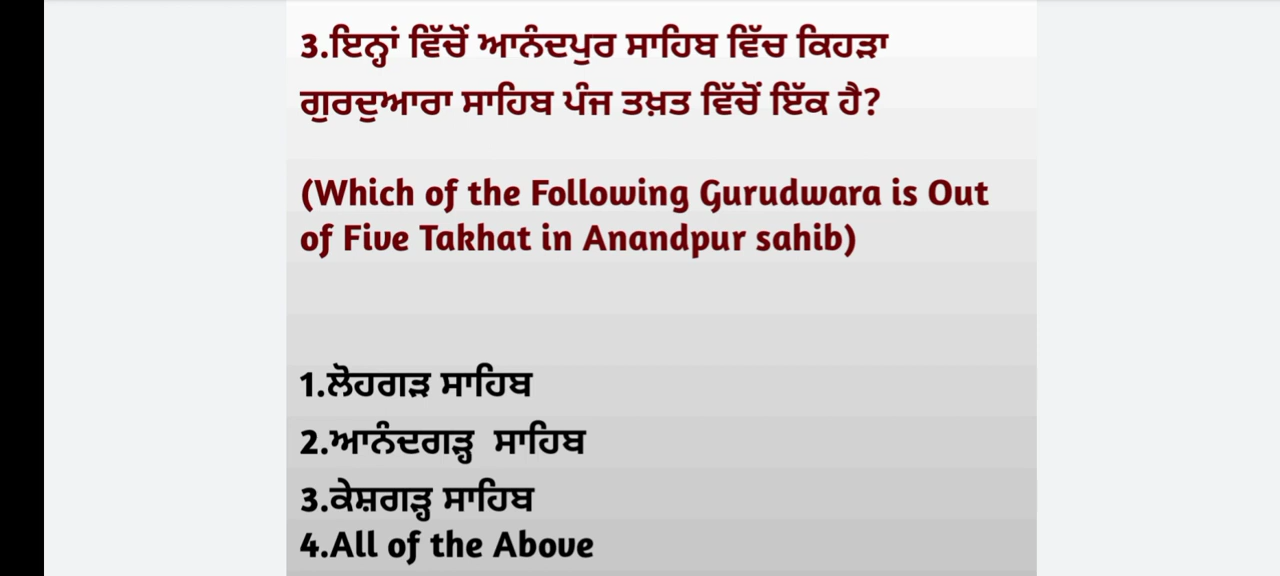 3.ਇਨ੍ਹਾਂ ਵਿੱਚੋਂ ਆਨੰਦਪੁਰ ਸਾਹਿਬ ਵਿੱਚ ਕਿਹੜਾ
ਗੁਰਦੁਆਰਾ ਸਾਹਿਬ ਪੰਜ ਤਖ਼ਤ ਵਿੱਚੋਂ ਇੱਕ ਹੈ?
(Which of the Following Gurudwara is Out
of Five Takhat in Anandpur sahib)
1.ਲੋਹਗੜ ਸਾਹਿਬ
2.ਆਨੰਦਗੜ੍ਹ ਸਾਹਿਬ
3.ਕੇਸ਼ਗੜ੍ਹ ਸਾਹਿਬ
4.All of the Above